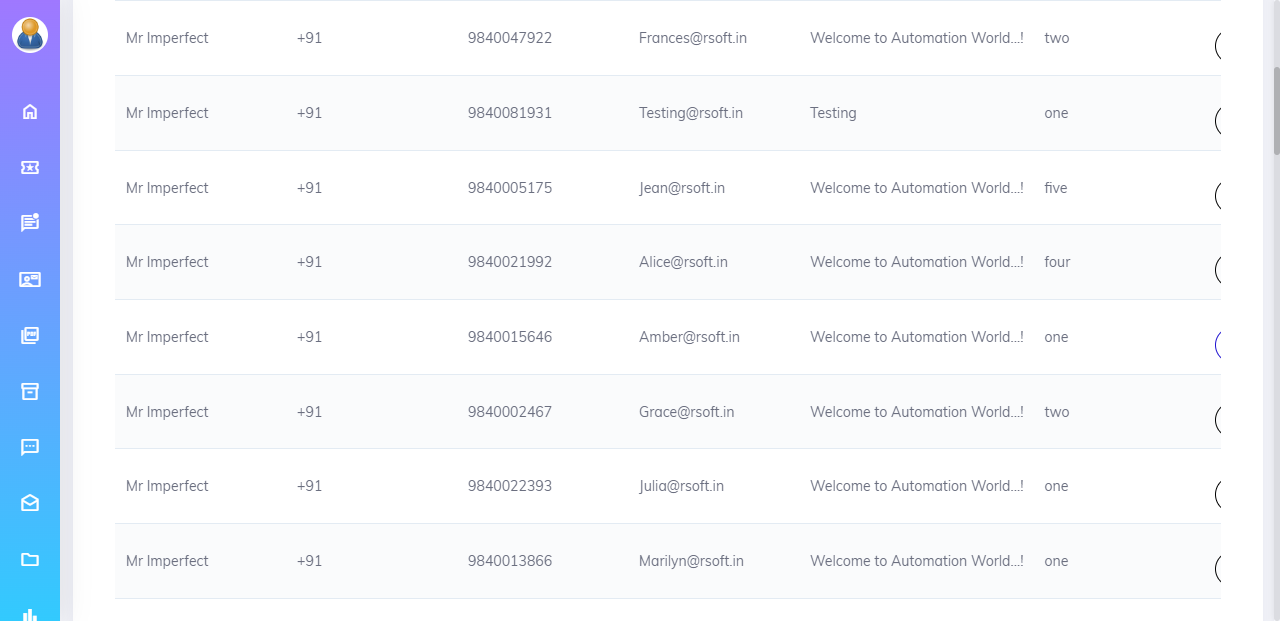 Mr Imperfect +91 9840047922 Frances@rsoft.in Welcome to Automation World...! two
Mr Imperfect +91 9840081931 Testing@rsoft.in Testing one
Mr Imperfect +91 9840005175 Jean@rsoft.in Welcome to Automation World...! five
Mr Imperfect +91 9840021992 Alice@rsoft.in Welcome to Automation World...! four
Mr Imperfect +91 9840015646 Amber@rsoft.in Welcome to Automation World...! one
Mr Imperfect +91 9840002467 Grace@rsoft.in Welcome to Automation World...! two
Mr Imperfect +91 9840022393 Julia@rsoft.in Welcome to Automation World...! one
Mr Imperfect +91 9840013866 Marilyn@rsoft.in Welcome to Automation World...! one